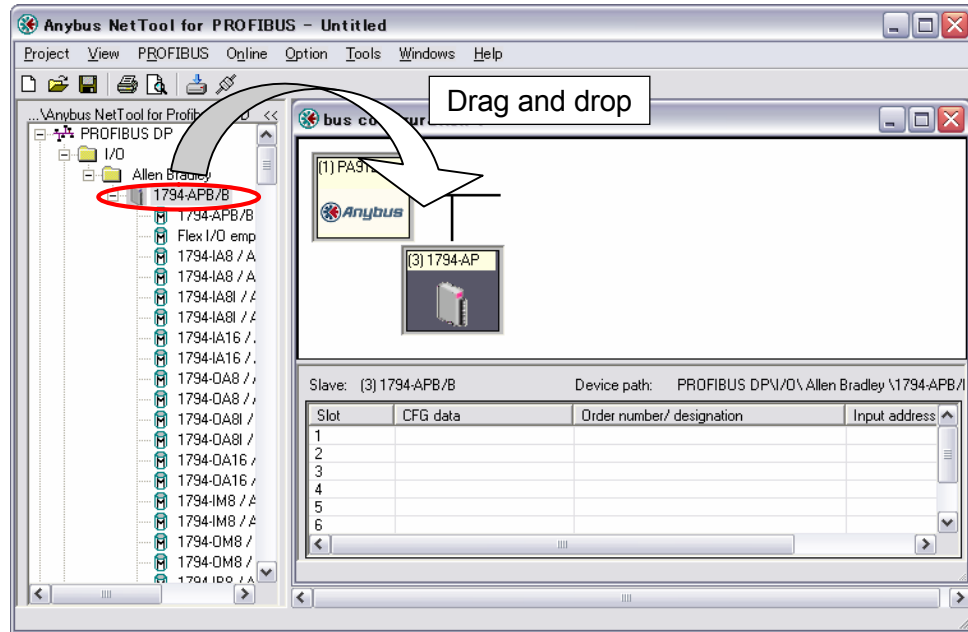 Anybus NetTool for PROFIBUS - Untitled
Project View PROFIBUS Online Option Tools Windows Help
Drag and drop
...\Anybus NetTool for Profib
<<
bus co
PROFIBUS DP
I/O
Allen Bradley
1794-APB/B
1794-APB/B
Flex I/O emp
1794-IA8 / A
1794-IA8 / A
1794-IA8I / A
1794-IA8I / A
1794-IA16 / .
1794-IA16 / .
1794-OA8 / /
1794-OA8 / /
1794-OA8I /
1794-OA8I /
1794-OA16 /
1794-OA16 /
1794-IM8 / A
1794-IM8 / A
1794-OM8 /
1794-OM8 /
(1) PA91
Anybus
(3) 1794-AP
Slave: (3) 1794-APB/B Device path: PROFIBUS DP\I/O\ Allen Bradley \1794-APB/
Slot CFG data Order number/ designation Input address
1
2
3
4
5
6